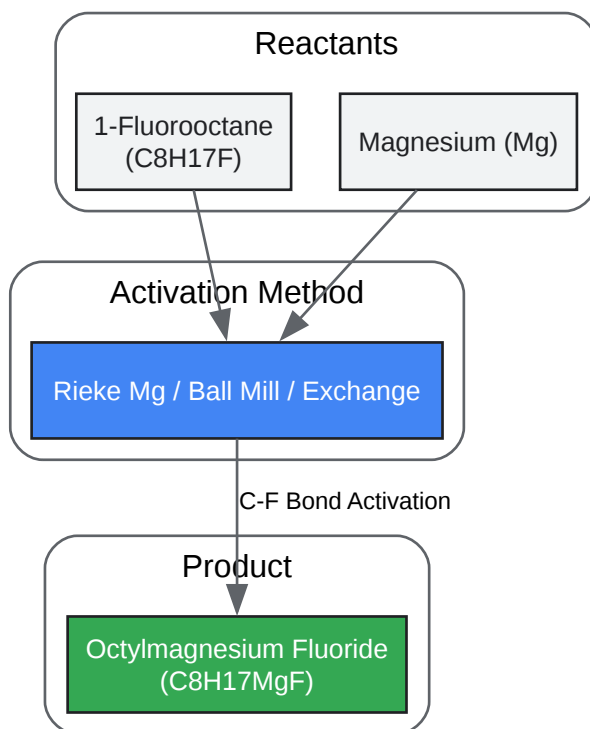 Reactants
1-Fluorooctane
(C8H17F)
Magnesium (Mg)
Activation Method
Rieke Mg / Ball Mill / Exchange
C-F Bond Activation
Product
Octylmagnesium Fluoride
(C8H17MgF)